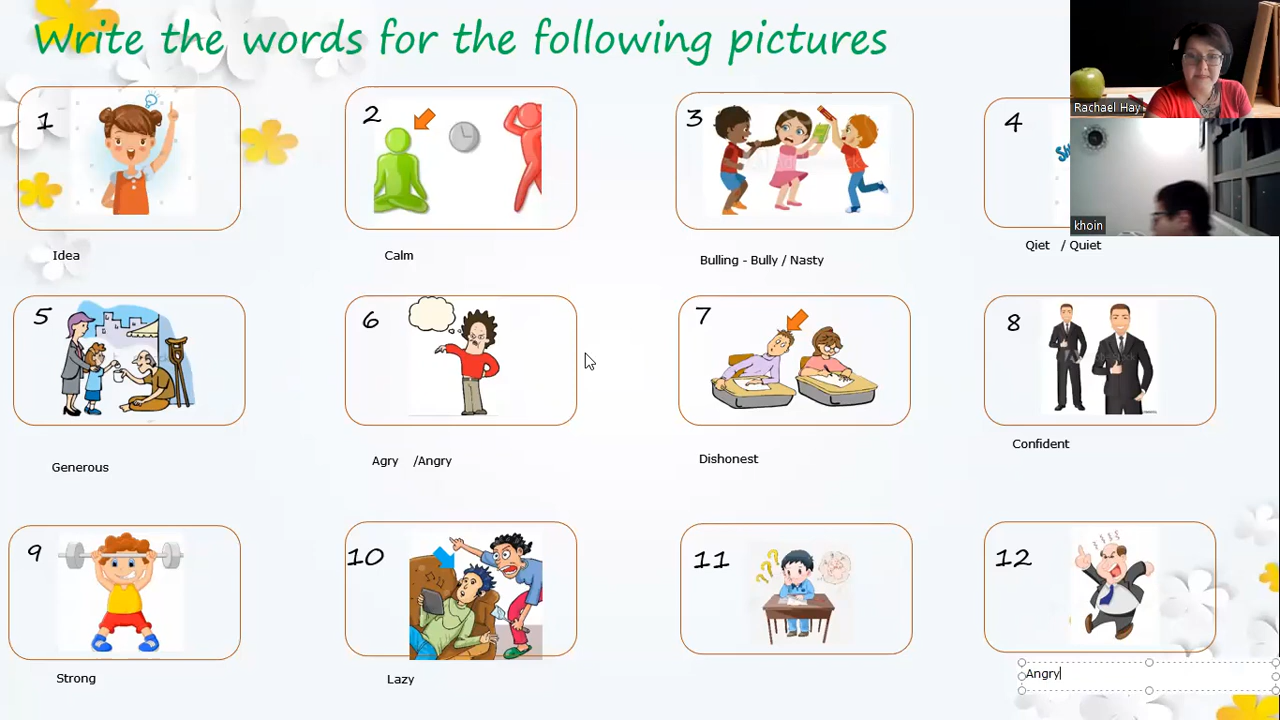 Write the words for the following pictures
Rachael Hay
1
2
3
4
khoin
Idea
Calm
Bulling - Bully / Nasty
Qiet / Quiet
5
6
7
8
Generous
Agry /Angry
Dishonest
Confident
9
10
11
12
???
Strong
Lazy
Angry